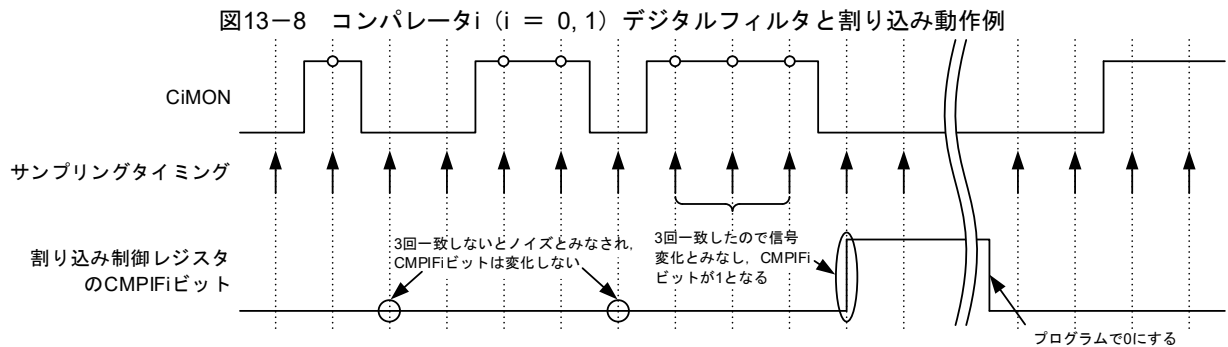 図13－8　コンパレータi（i = 0, 1）デジタルフィルタと割り込み動作例
CiMON
サンプリングタイミング
割り込み制御レジスタ
のCMPIFiビット
3回一致しないとノイズとみなされ,
CMPIFiビットは変化しない
3回一致したので信号
変化とみなし, CMPIFi
ビットが1となる
プログラムで0にする